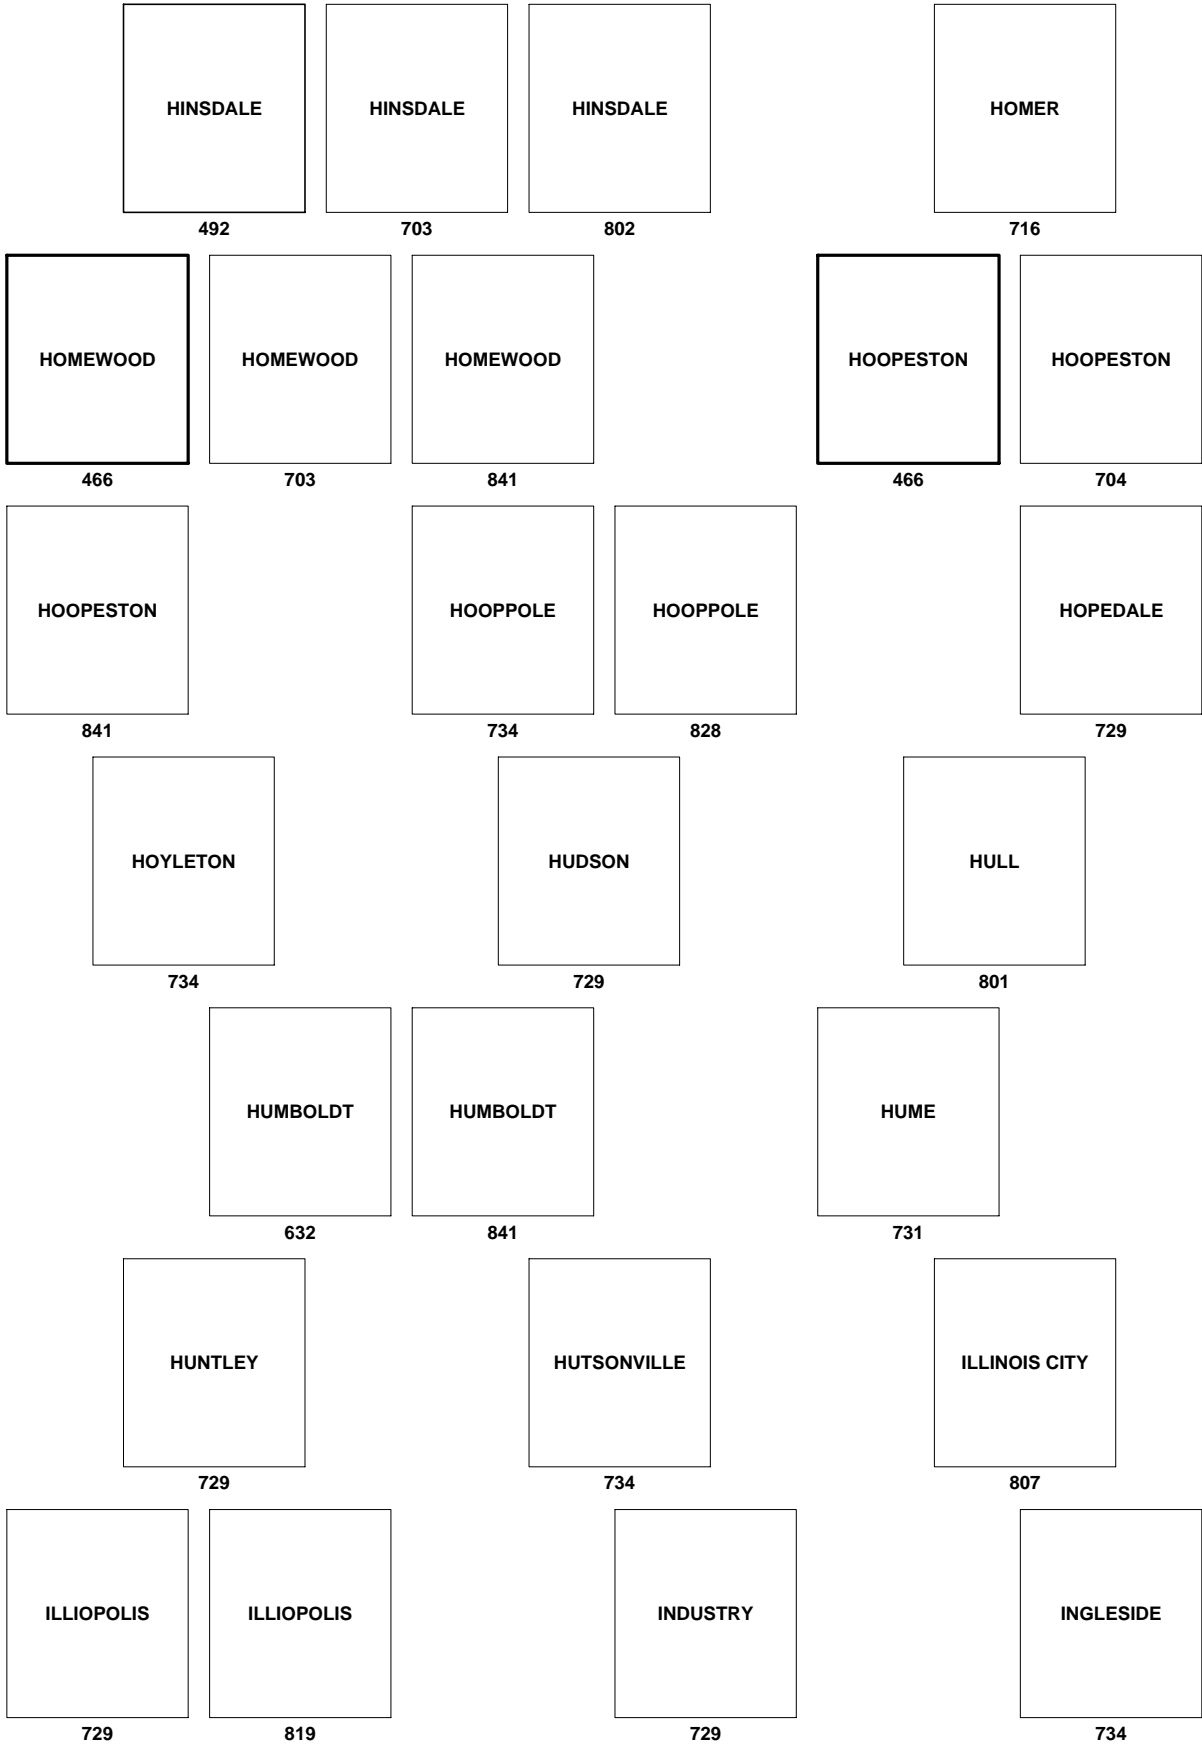 HINSDALE HINSDALE HINSDALE HOMER
492 703 802 716
HOMEWOOD HOMEWOOD HOMEWOOD HOOPESTON HOOPESTON
466 703 841 466 704
HOOPESTON HOOPPOLE HOOPPOLE HOPEDALE
841 734 828 729
HOYLETON HUDSON HULL
734 729 801
HUMBOLDT HUMBOLDT HUME
632 841 731
HUNTLEY HUTSONVILLE ILLINOIS CITY
729 734 807
ILLIOPOLIS ILLIOPOLIS INDUSTRY INGLESIDE
729 819 729 734